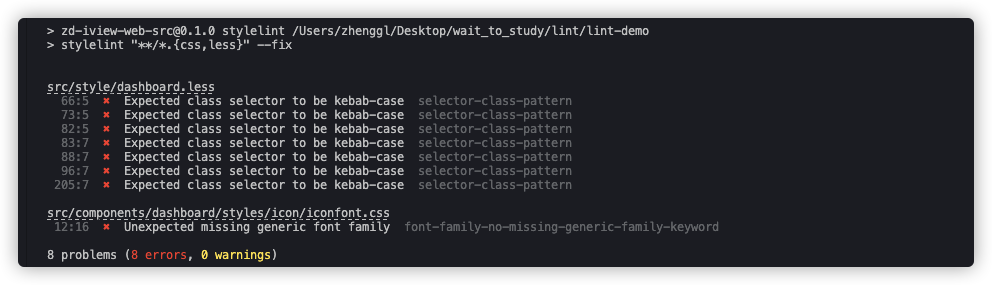 > zd-iview-web-src@0.1.0 stylelint /Users/zhenggl/Desktop/wait_to_study/lint/lint-demo
> stylelint "**/*.{css,less}" --fix
src/style/dashboard.less
66:5 ✖ Expected class selector to be kebab-case selector-class-pattern
73:5 ✖ Expected class selector to be kebab-case selector-class-pattern
82:5 ✖ Expected class selector to be kebab-case selector-class-pattern
83:7 ✖ Expected class selector to be kebab-case selector-class-pattern
88:7 ✖ Expected class selector to be kebab-case selector-class-pattern
96:7 ✖ Expected class selector to be kebab-case selector-class-pattern
205:7 ✖ Expected class selector to be kebab-case selector-class-pattern
src/components/dashboard/styles/icon/iconfont.css
12:16 ✖ Unexpected missing generic font family font-family-no-missing-generic-family-keyword
8 problems (8 errors, 0 warnings)